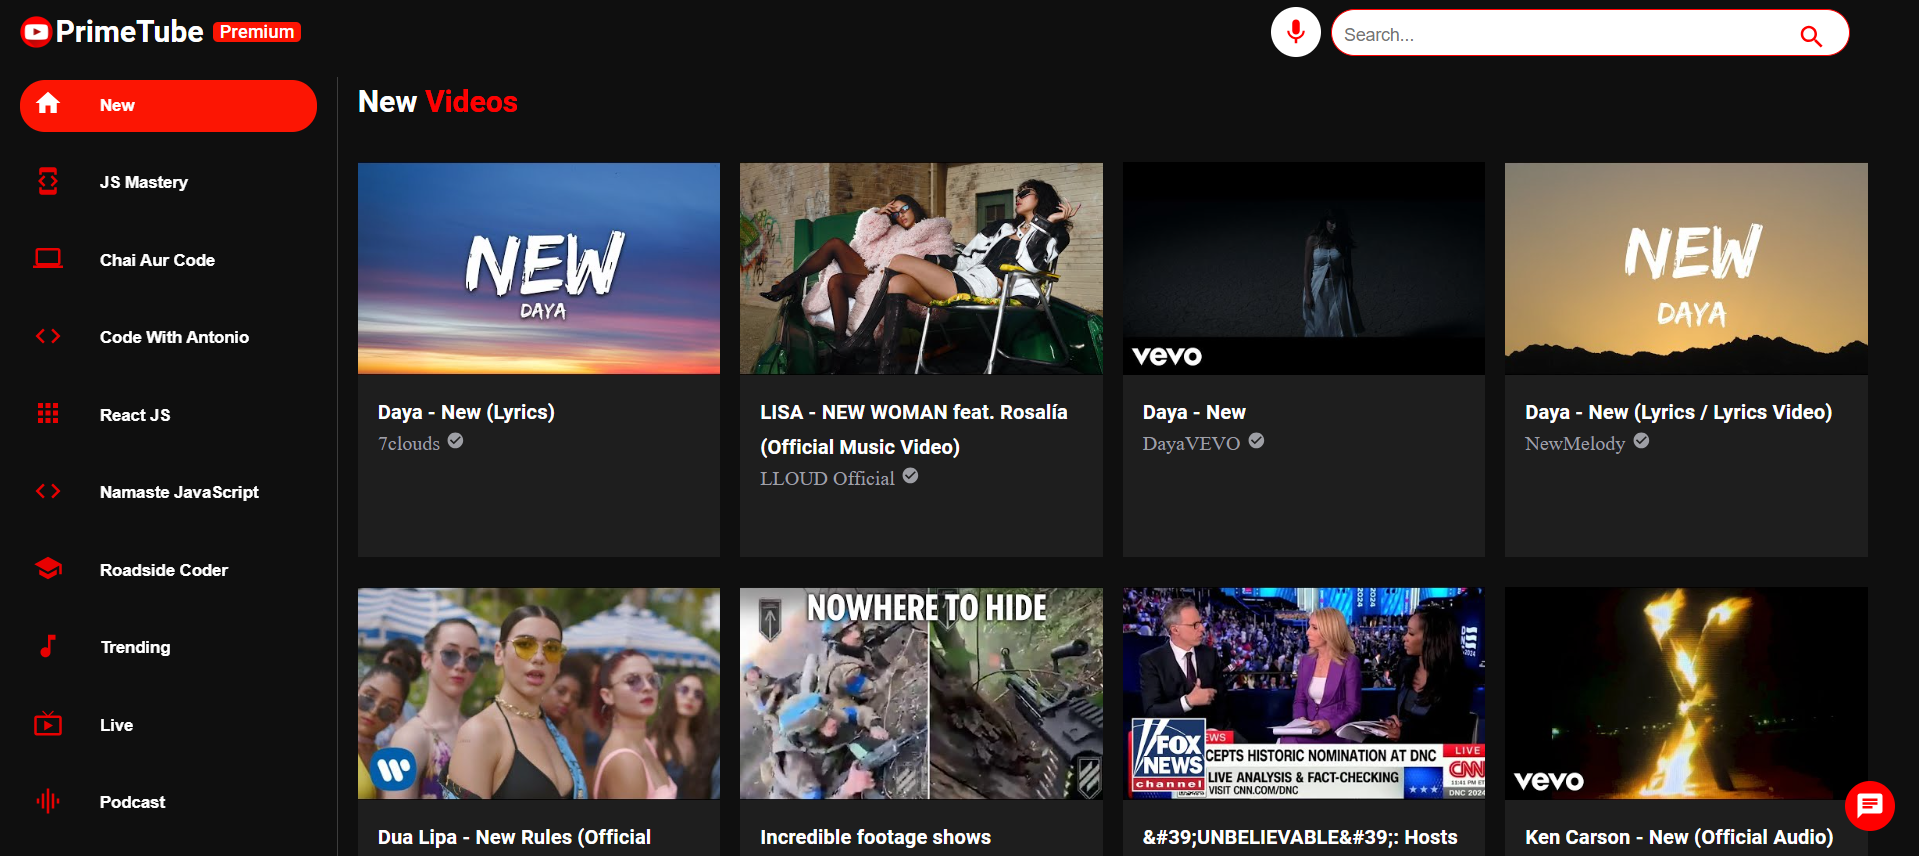 PrimeTube Premium
Search...
New
JS Mastery
Chai Aur Code
Code With Antonio
React JS
Namaste JavaScript
Roadside Coder
Trending
Live
Podcast
New Videos
NEW
DAYA
Daya - New (Lyrics)
7clouds
LISA - NEW WOMAN feat. Rosalía
(Official Music Video)
LLOUD Official
vevo
Daya - New
DayaVEVO
NEW
DAYA
Daya - New (Lyrics / Lyrics Video)
NewMelody
Dua Lipa - New Rules (Official
NOWHERE TO HIDE
Incredible footage shows
FOX
NEWS
channel
EWS
CEPTS HISTORIC NOMINATION AT DNC
LIVE ANALYSIS & FACT-CHECKING
VISIT CNN.COM/DNC
LIVE
CNN
11:41 PM ET
DNC 2024
&#39;UNBELIEVABLE&#39;: Hosts
vevo
Ken Carson - New (Official Audio)